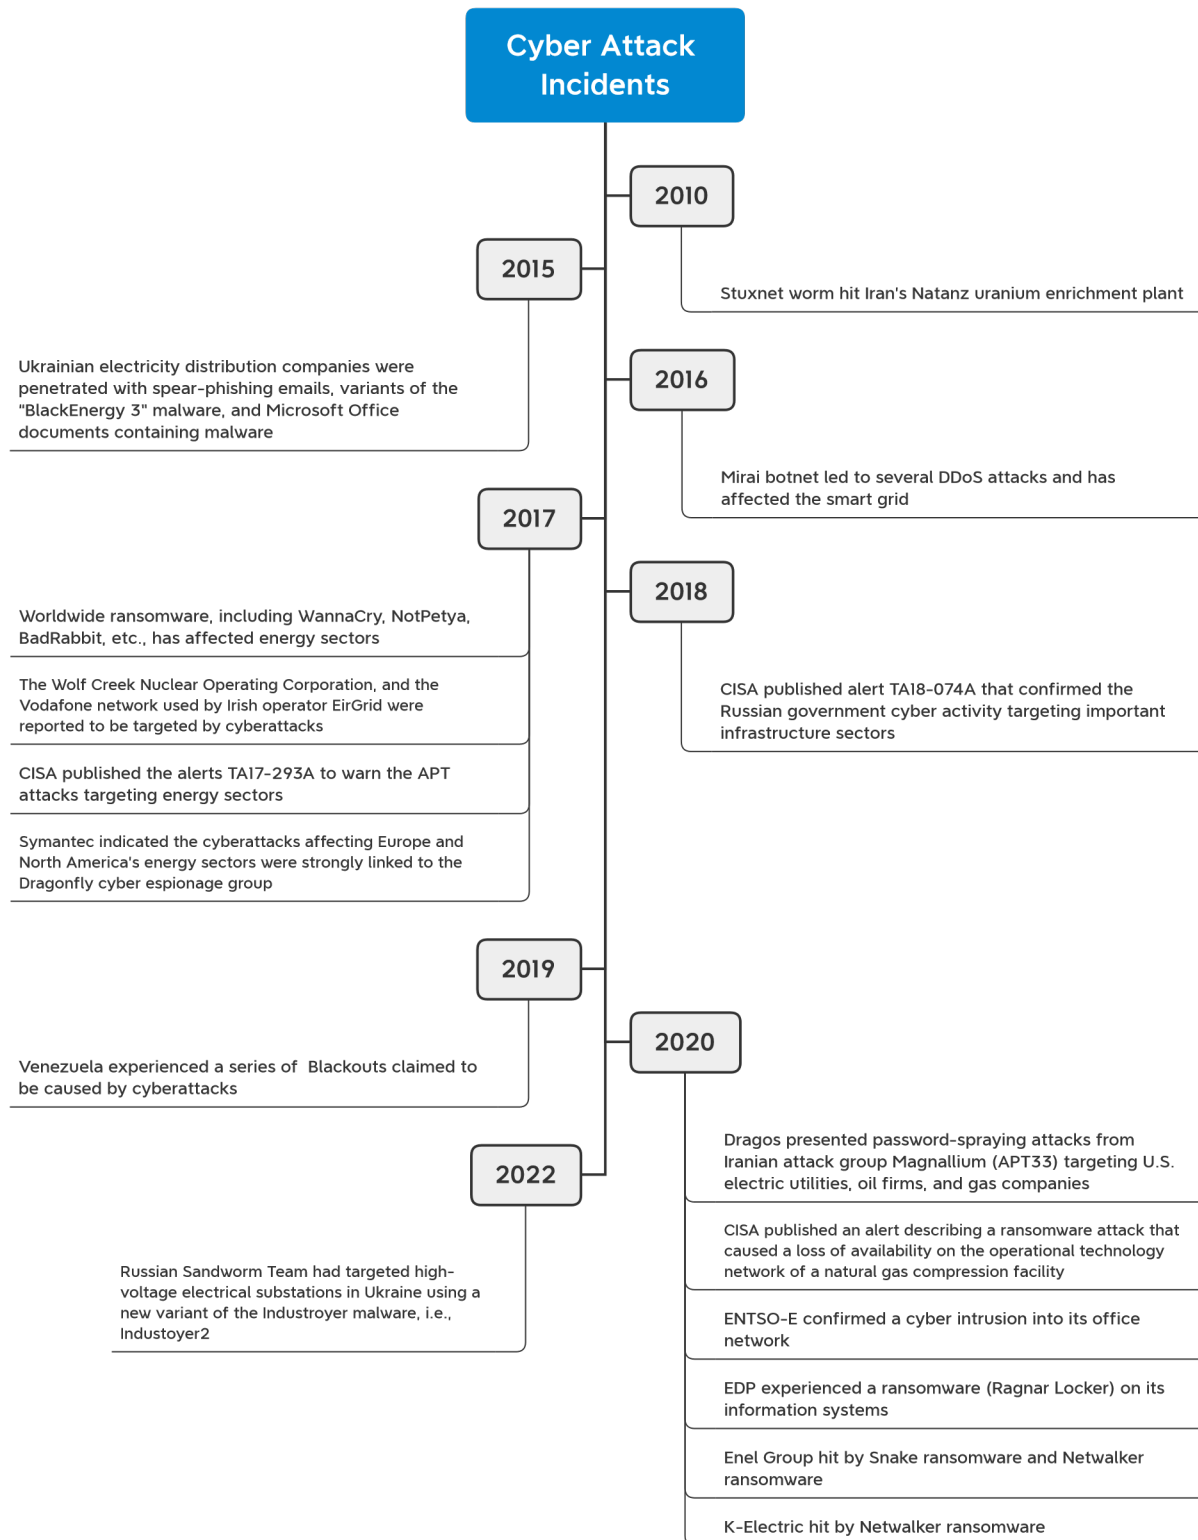 Cyber Attack
Incidents
2010
Stuxnet worm hit Iran's Natanz uranium enrichment plant
2015
Ukrainian electricity distribution companies were
penetrated with spear-phishing emails, variants of the
"BlackEnergy 3" malware, and Microsoft Office
documents containing malware
2016
Mirai botnet led to several DDoS attacks and has
affected the smart grid
2017
Worldwide ransomware, including WannaCry, NotPetya,
BadRabbit, etc., has affected energy sectors
The Wolf Creek Nuclear Operating Corporation, and the
Vodafone network used by Irish operator EirGrid were
reported to be targeted by cyberattacks
CISA published the alerts TA17-293A to warn the APT
attacks targeting energy sectors
Symantec indicated the cyberattacks affecting Europe and
North America's energy sectors were strongly linked to the
Dragonfly cyber espionage group
2018
CISA published alert TA18-074A that confirmed the
Russian government cyber activity targeting important
infrastructure sectors
2019
Venezuela experienced a series of  Blackouts claimed to
be caused by cyberattacks
2020
Dragos presented password-spraying attacks from
Iranian attack group Magnallium (APT33) targeting U.S.
electric utilities, oil firms, and gas companies
CISA published an alert describing a ransomware attack that
caused a loss of availability on the operational technology
network of a natural gas compression facility
ENTSO-E confirmed a cyber intrusion into its office
network
EDP experienced a ransomware (Ragnar Locker) on its
information systems
Enel Group hit by Snake ransomware and Netwalker
ransomware
K-Electric hit by Netwalker ransomware
2022
Russian Sandworm Team had targeted high-
voltage electrical substations in Ukraine using a
new variant of the Industroyer malware, i.e.,
Industoyer2